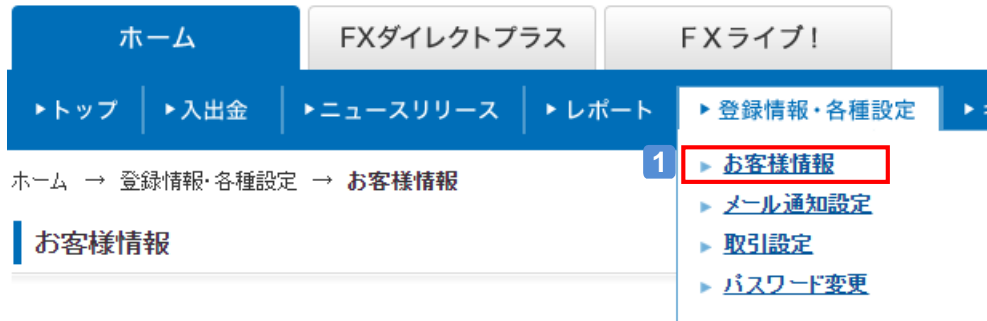 ホーム FXダイレクトプラス FXライブ!
トップ 入出金 ニュースリリース レポート 登録情報・各種設定
1 お客様情報
ホーム → 登録情報・各種設定 → お客様情報
メール通知設定
お客様情報
取引設定
パスワード変更